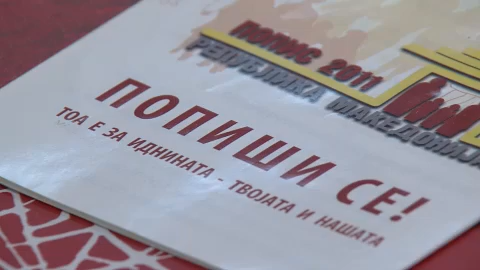 ПОПИС 2011
РЕПУБЛИКА МАКЕДОНИЈА
ПОПИШИ СЕ!
ТОА Е ЗА ИДНИНАТА - ТВОЈАТА И НАШАТА